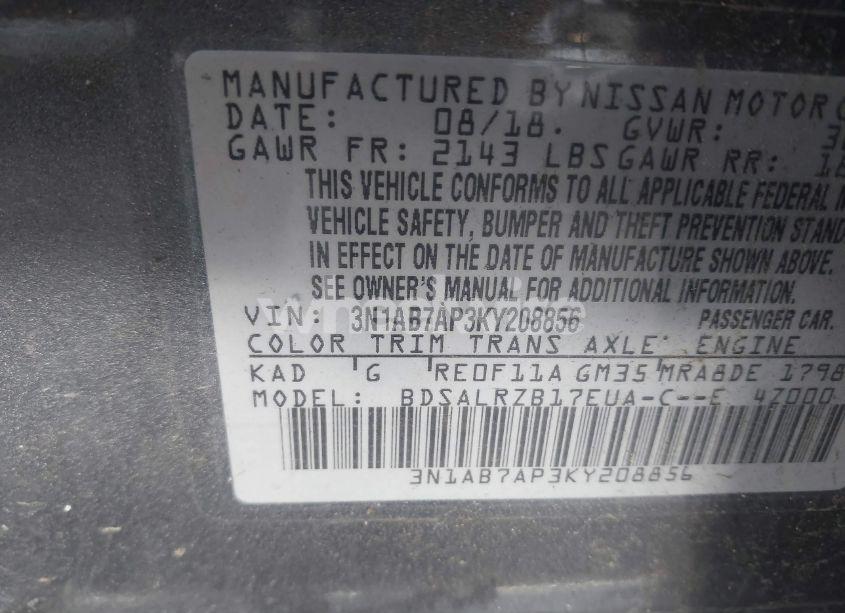 MANUFACTURED BY NISSAN MOTOR
DATE: 08/18. GVWR:
GAWR FR: 2143 LBS GAWR RR:
THIS VEHICLE CONFORMS TO ALL APPLICABLE FEDERAL
VEHICLE SAFETY, BUMPER AND THEFT PREVENTION
IN EFFECT ON THE DATE OF MANUFACTURE SHOWN ABOVE.
SEE OWNER'S MANUAL FOR ADDITIONAL INFORMATION.
VIN: 3N1AB7AP3KY208856 PASSENGER CAR.
COLOR TRIM TRANS AXLE ENGINE
KAD G RE0F11A GM35 MRA8DE 1798
MODEL: BDSALRZB17EUA-C--E 4Z000
3N1AB7AP3KY208856